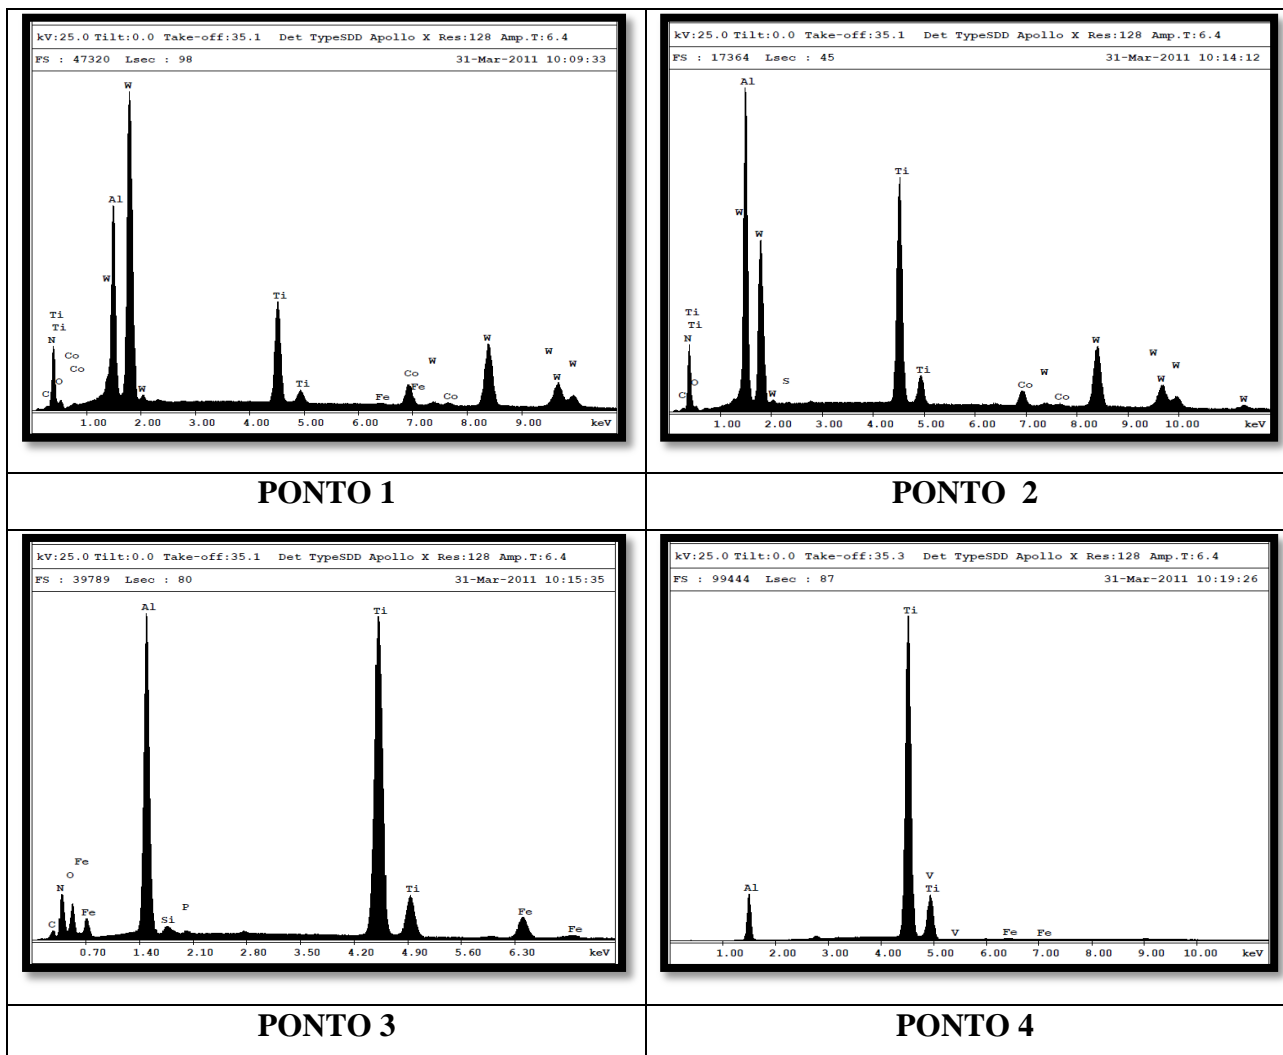 kV:25.0 Tilt:0.0 Take-off:35.1 Det TypeSDD Apollo X Res:128 Amp.T:6.4
FS : 47320 Lsec : 98 31-Mar-2011 10:09:33
W
Al
W
Ti
Ti
N
Co
Co
O
C
W
Ti
Ti
Fe
Co
Fe
W
Co
W
W
W
W
1.00 2.00 3.00 4.00 5.00 6.00 7.00 8.00 9.00 keV
PONTO 1
kV:25.0 Tilt:0.0 Take-off:35.1 Det TypeSDD Apollo X Res:128 Amp.T:6.4
FS : 17364 Lsec : 45 31-Mar-2011 10:14:12
Al
W
W
Ti
Ti
N
O
C
W
S
Ti
Ti
Co
W
Co
W
W
W
W
W
1.00 2.00 3.00 4.00 5.00 6.00 7.00 8.00 9.00 10.00 keV
PONTO 2
kV:25.0 Tilt:0.0 Take-off:35.1 Det TypeSDD Apollo X Res:128 Amp.T:6.4
FS : 39789 Lsec : 80 31-Mar-2011 10:15:35
Al
Ti
Fe
O
N
Fe
C
Si
P
Ti
Fe
Fe
0.70 1.40 2.10 2.80 3.50 4.20 4.90 5.60 6.30 keV
PONTO 3
kV:25.0 Tilt:0.0 Take-off:35.3 Det TypeSDD Apollo X Res:128 Amp.T:6.4
FS : 99444 Lsec : 87 31-Mar-2011 10:19:26
Ti
Al
V
Ti
V
Fe
Fe
1.00 2.00 3.00 4.00 5.00 6.00 7.00 8.00 9.00 10.00 keV
PONTO 4